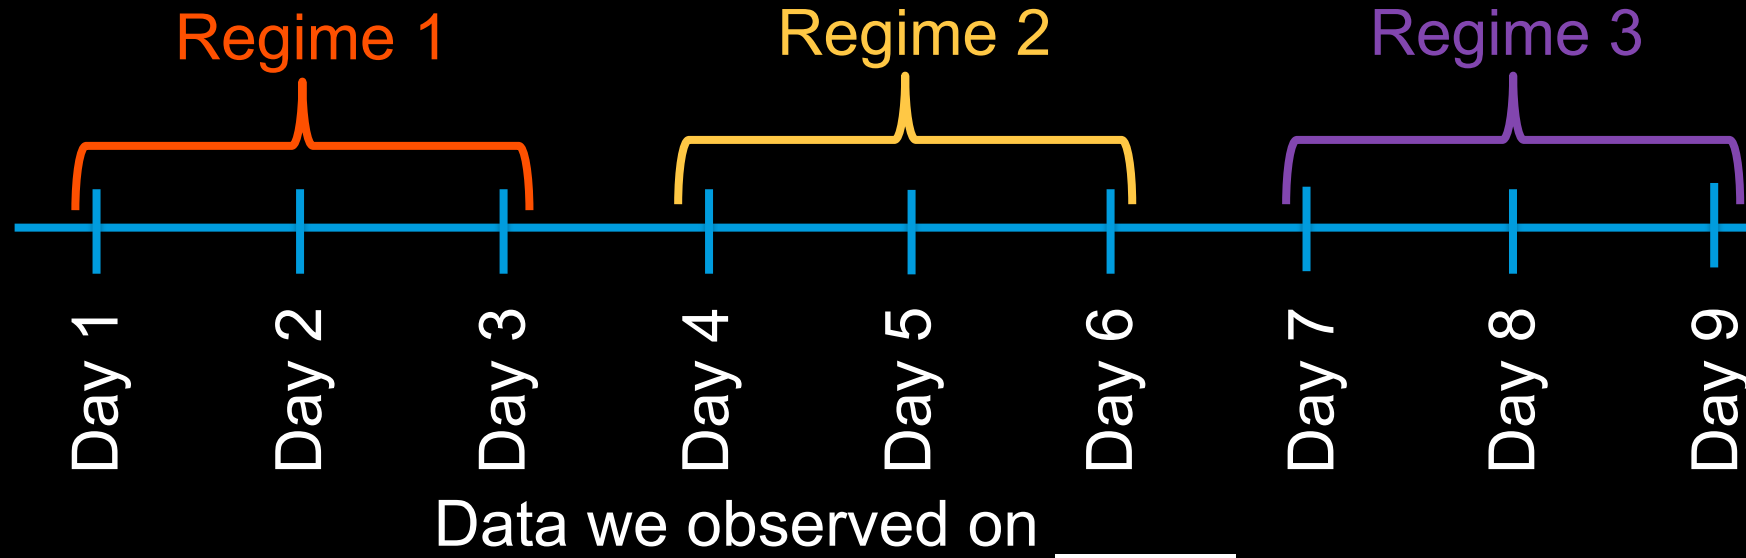 Regime 1 Regime 2 Regime 3
Day 1 Day 2 Day 3 Day 4 Day 5 Day 6 Day 7 Day 8 Day 9
Data we observed on